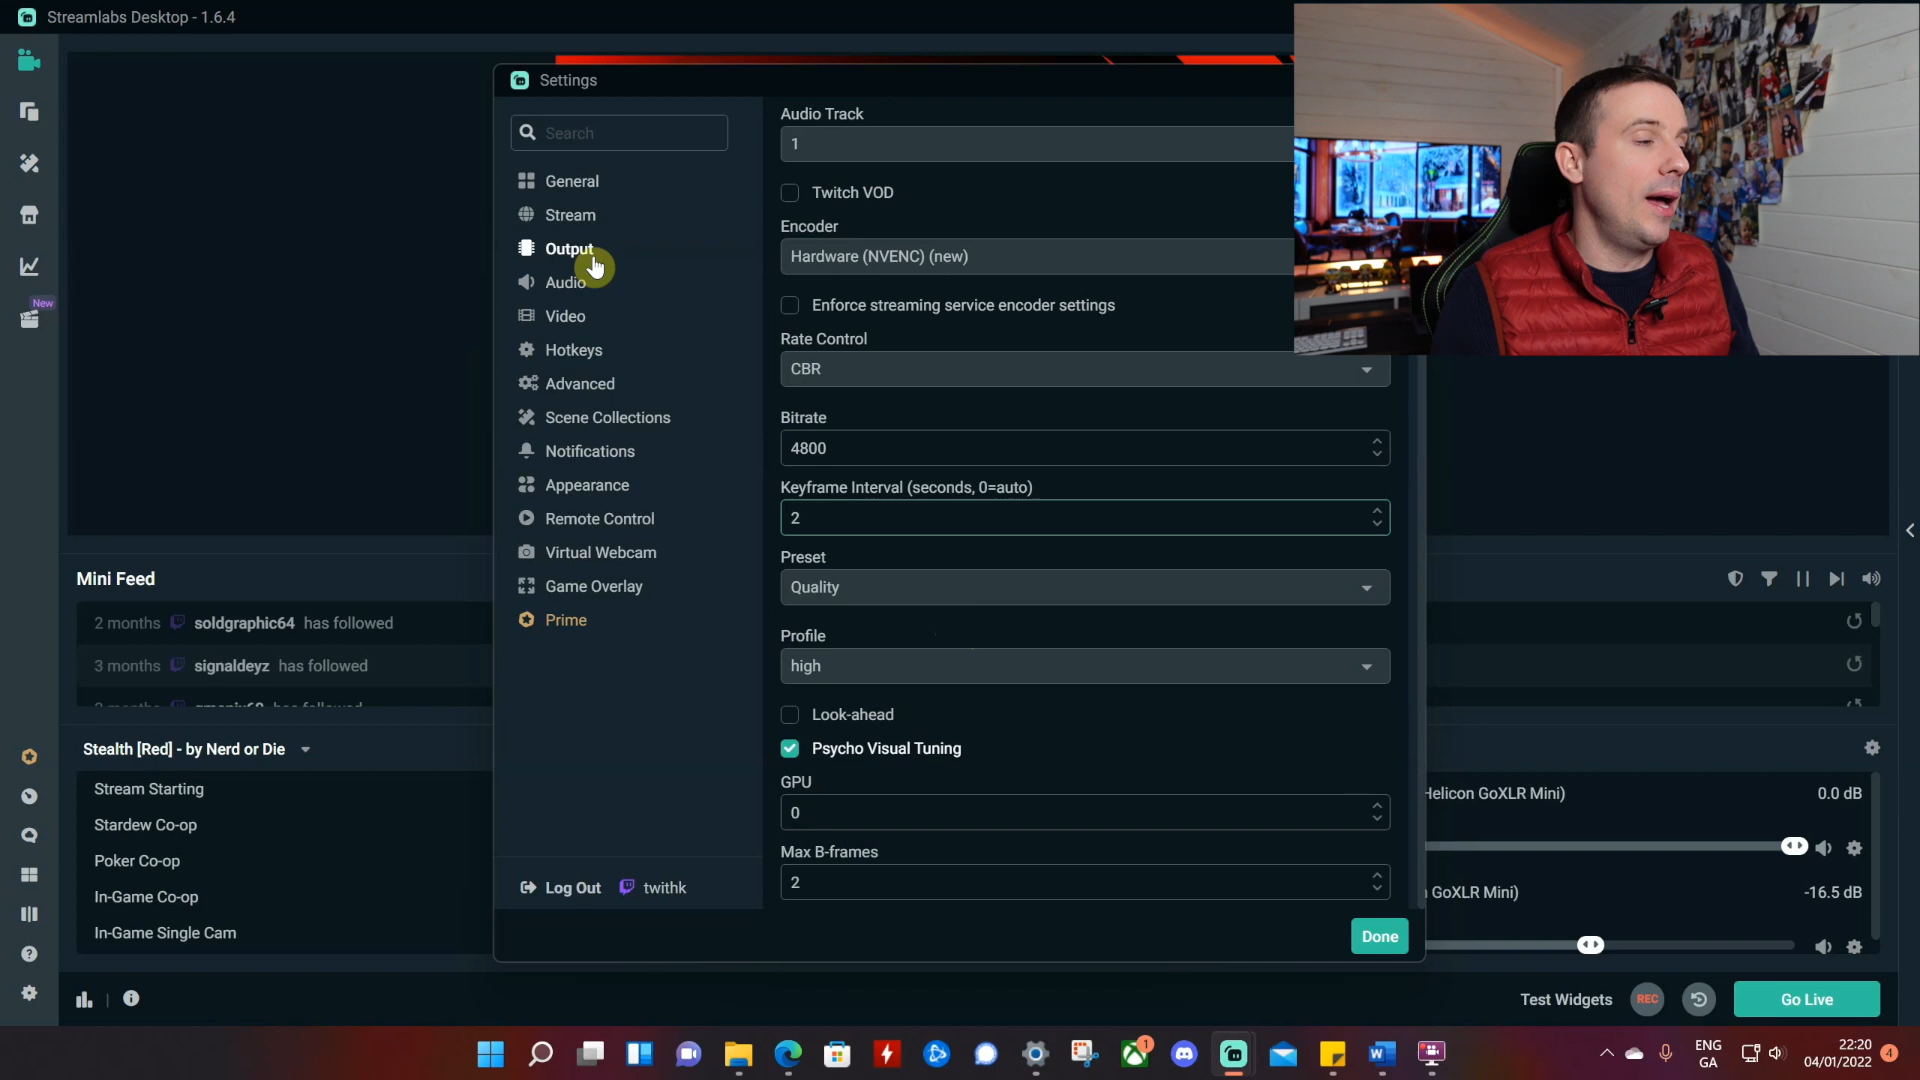 Streamlabs Desktop - 1.6.4
Settings
Search
General
Stream
Output
Audio
Video
Hotkeys
Advanced
Scene Collections
Notifications
Appearance
Remote Control
Virtual Webcam
Game Overlay
Prime
Log Out
twithk
Audio Track
1
Twitch VOD
Encoder
Hardware (NVENC) (new)
Enforce streaming service encoder settings
Rate Control
CBR
Bitrate
4800
Keyframe Interval (seconds, 0=auto)
2
Preset
Quality
Profile
high
Look-ahead
Psycho Visual Tuning
GPU
0
Max B-frames
2
Done
New
Mini Feed
2 months soldgraphic64 has followed
3 months signaldeyz has followed
Stealth [Red] - by Nerd or Die
Stream Starting
Stardew Co-op
Poker Co-op
In-Game Co-op
In-Game Single Cam
Helicon GoXLR Mini) 0.0 dB
GoXLR Mini) -16.5 dB
Test Widgets
REC
Go Live
1
ENG
GA
22:20
04/01/2022
4